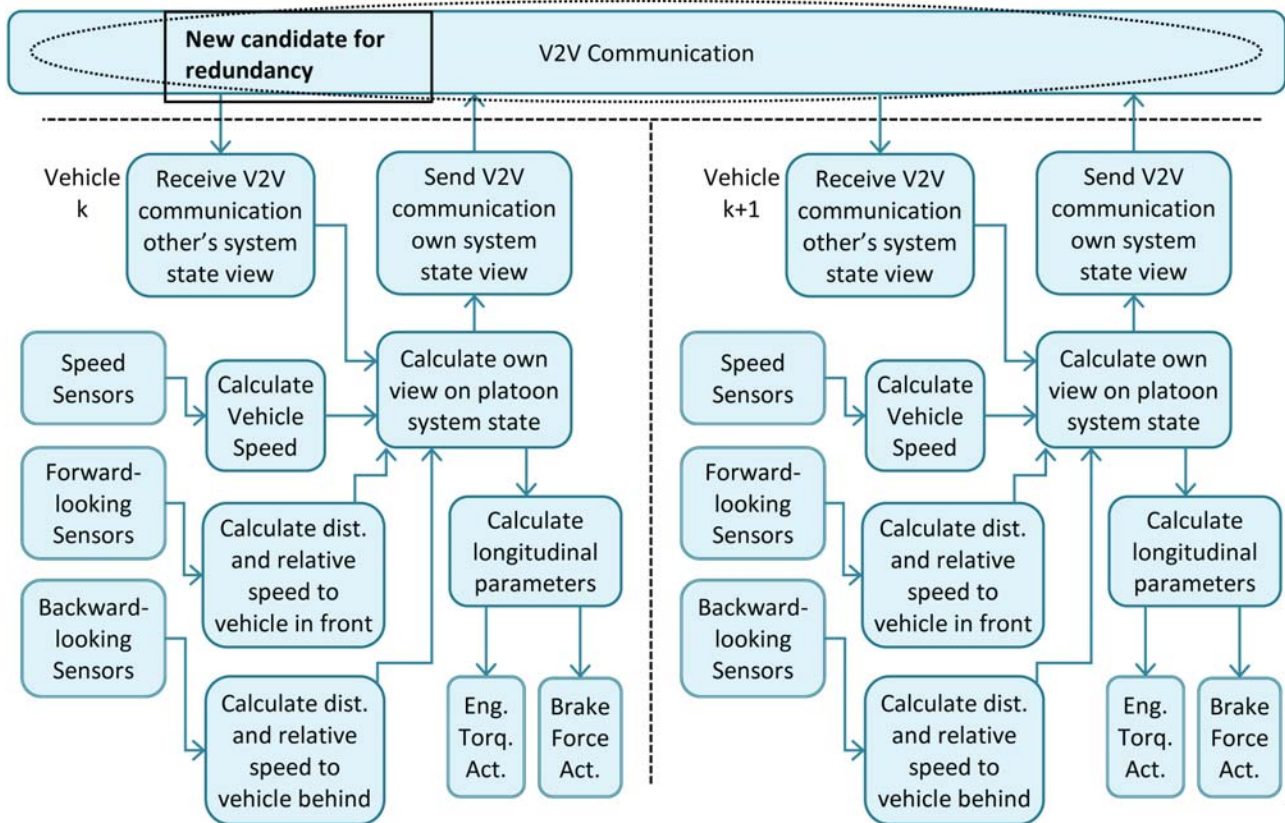 New candidate for
redundancy
V2V Communication
Vehicle
k
Receive V2V
communication
other's system
state view
Send V2V
communication
own system
state view
Speed
Sensors
Calculate
Vehicle
Speed
Calculate own
view on platoon
system state
Forward-
looking
Sensors
Calculate dist.
and relative
speed to
vehicle in front
Calculate
longitudinal
parameters
Backward-
looking
Sensors
Calculate dist.
and relative
speed to
vehicle behind
Eng.
Torq.
Act.
Brake
Force
Act.
Vehicle
k+1
Receive V2V
communication
other's system
state view
Send V2V
communication
own system
state view
Speed
Sensors
Calculate
Vehicle
Speed
Calculate own
view on platoon
system state
Forward-
looking
Sensors
Calculate dist.
and relative
speed to
vehicle in front
Calculate
longitudinal
parameters
Backward-
looking
Sensors
Calculate dist.
and relative
speed to
vehicle behind
Eng.
Torq.
Act.
Brake
Force
Act.